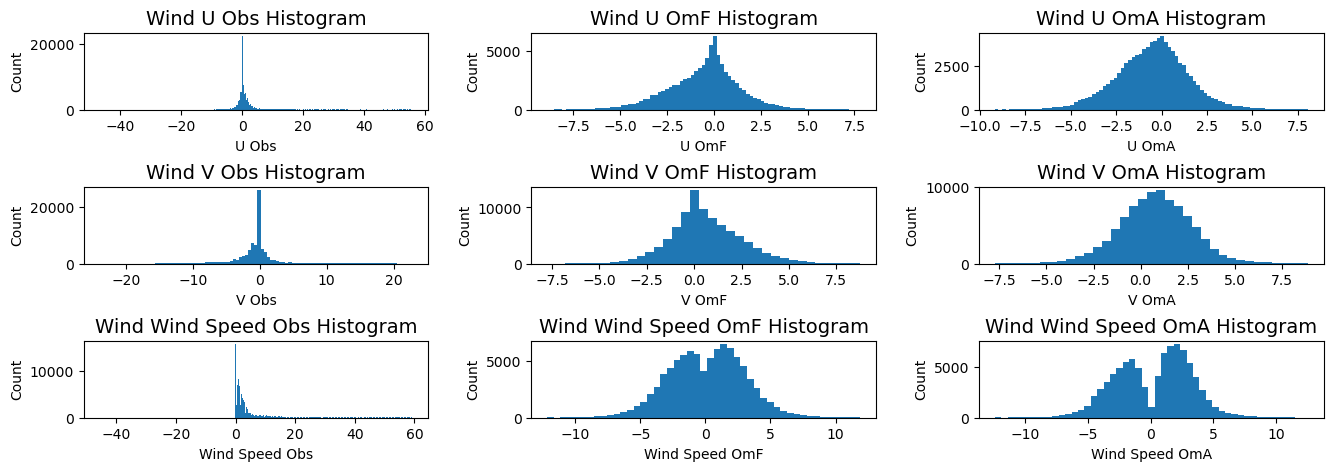 Wind U Obs Histogram
Wind U OmF Histogram
Wind U OmA Histogram
Count
20000
0
−40 −20 0 20 40 60
U Obs
Count
5000
0
−7.5 −5.0 −2.5 0.0 2.5 5.0 7.5
U OmF
Count
2500
0
−10.0 −7.5 −5.0 −2.5 0.0 2.5 5.0 7.5
U OmA
Wind V Obs Histogram
Wind V OmF Histogram
Wind V OmA Histogram
Count
20000
0
−20 −10 0 10 20
V Obs
Count
10000
0
−7.5 −5.0 −2.5 0.0 2.5 5.0 7.5
V OmF
Count
10000
0
−7.5 −5.0 −2.5 0.0 2.5 5.0 7.5
V OmA
Wind Wind Speed Obs Histogram
Wind Wind Speed OmF Histogram
Wind Wind Speed OmA Histogram
Count
10000
0
−40 −20 0 20 40 60
Wind Speed Obs
Count
5000
0
−10 −5 0 5 10
Wind Speed OmF
Count
5000
0
−10 −5 0 5 10
Wind Speed OmA